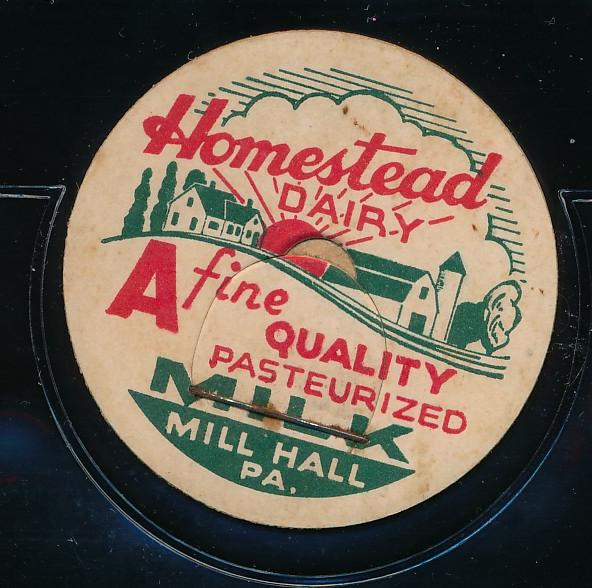 Homestead
DAIRY
A fine
QUALITY
PASTEURIZED
MILK
MILL HALL
PA.